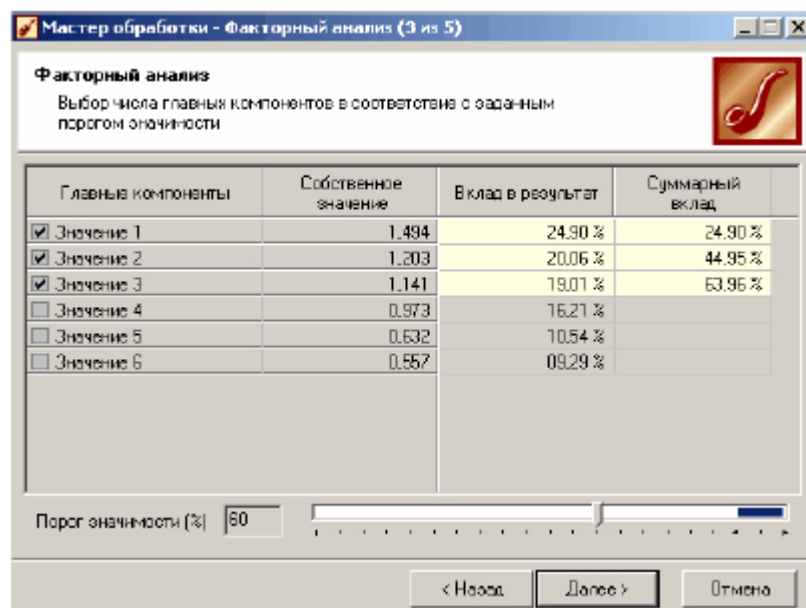 Мастер обработки - Факторный анализ (3 из 5)
Факторный анализ
Выбор числа главных компонентов в соответствие с заданным
порогом значимости
Главные компоненты Собственное значение Вклад в результат Суммарный вклад
Значение 1 1.494 24.90 % 24.90 %
Значение 2 1.203 20.06 % 44.95 %
Значение 3 1.141 19.01 % 63.96 %
Значение 4 0.973 16.21 %
Значение 5 0.632 10.54 %
Значение 6 0.557 09.29 %
Порог значимости (%) 60
< Назад Далее > Отмена